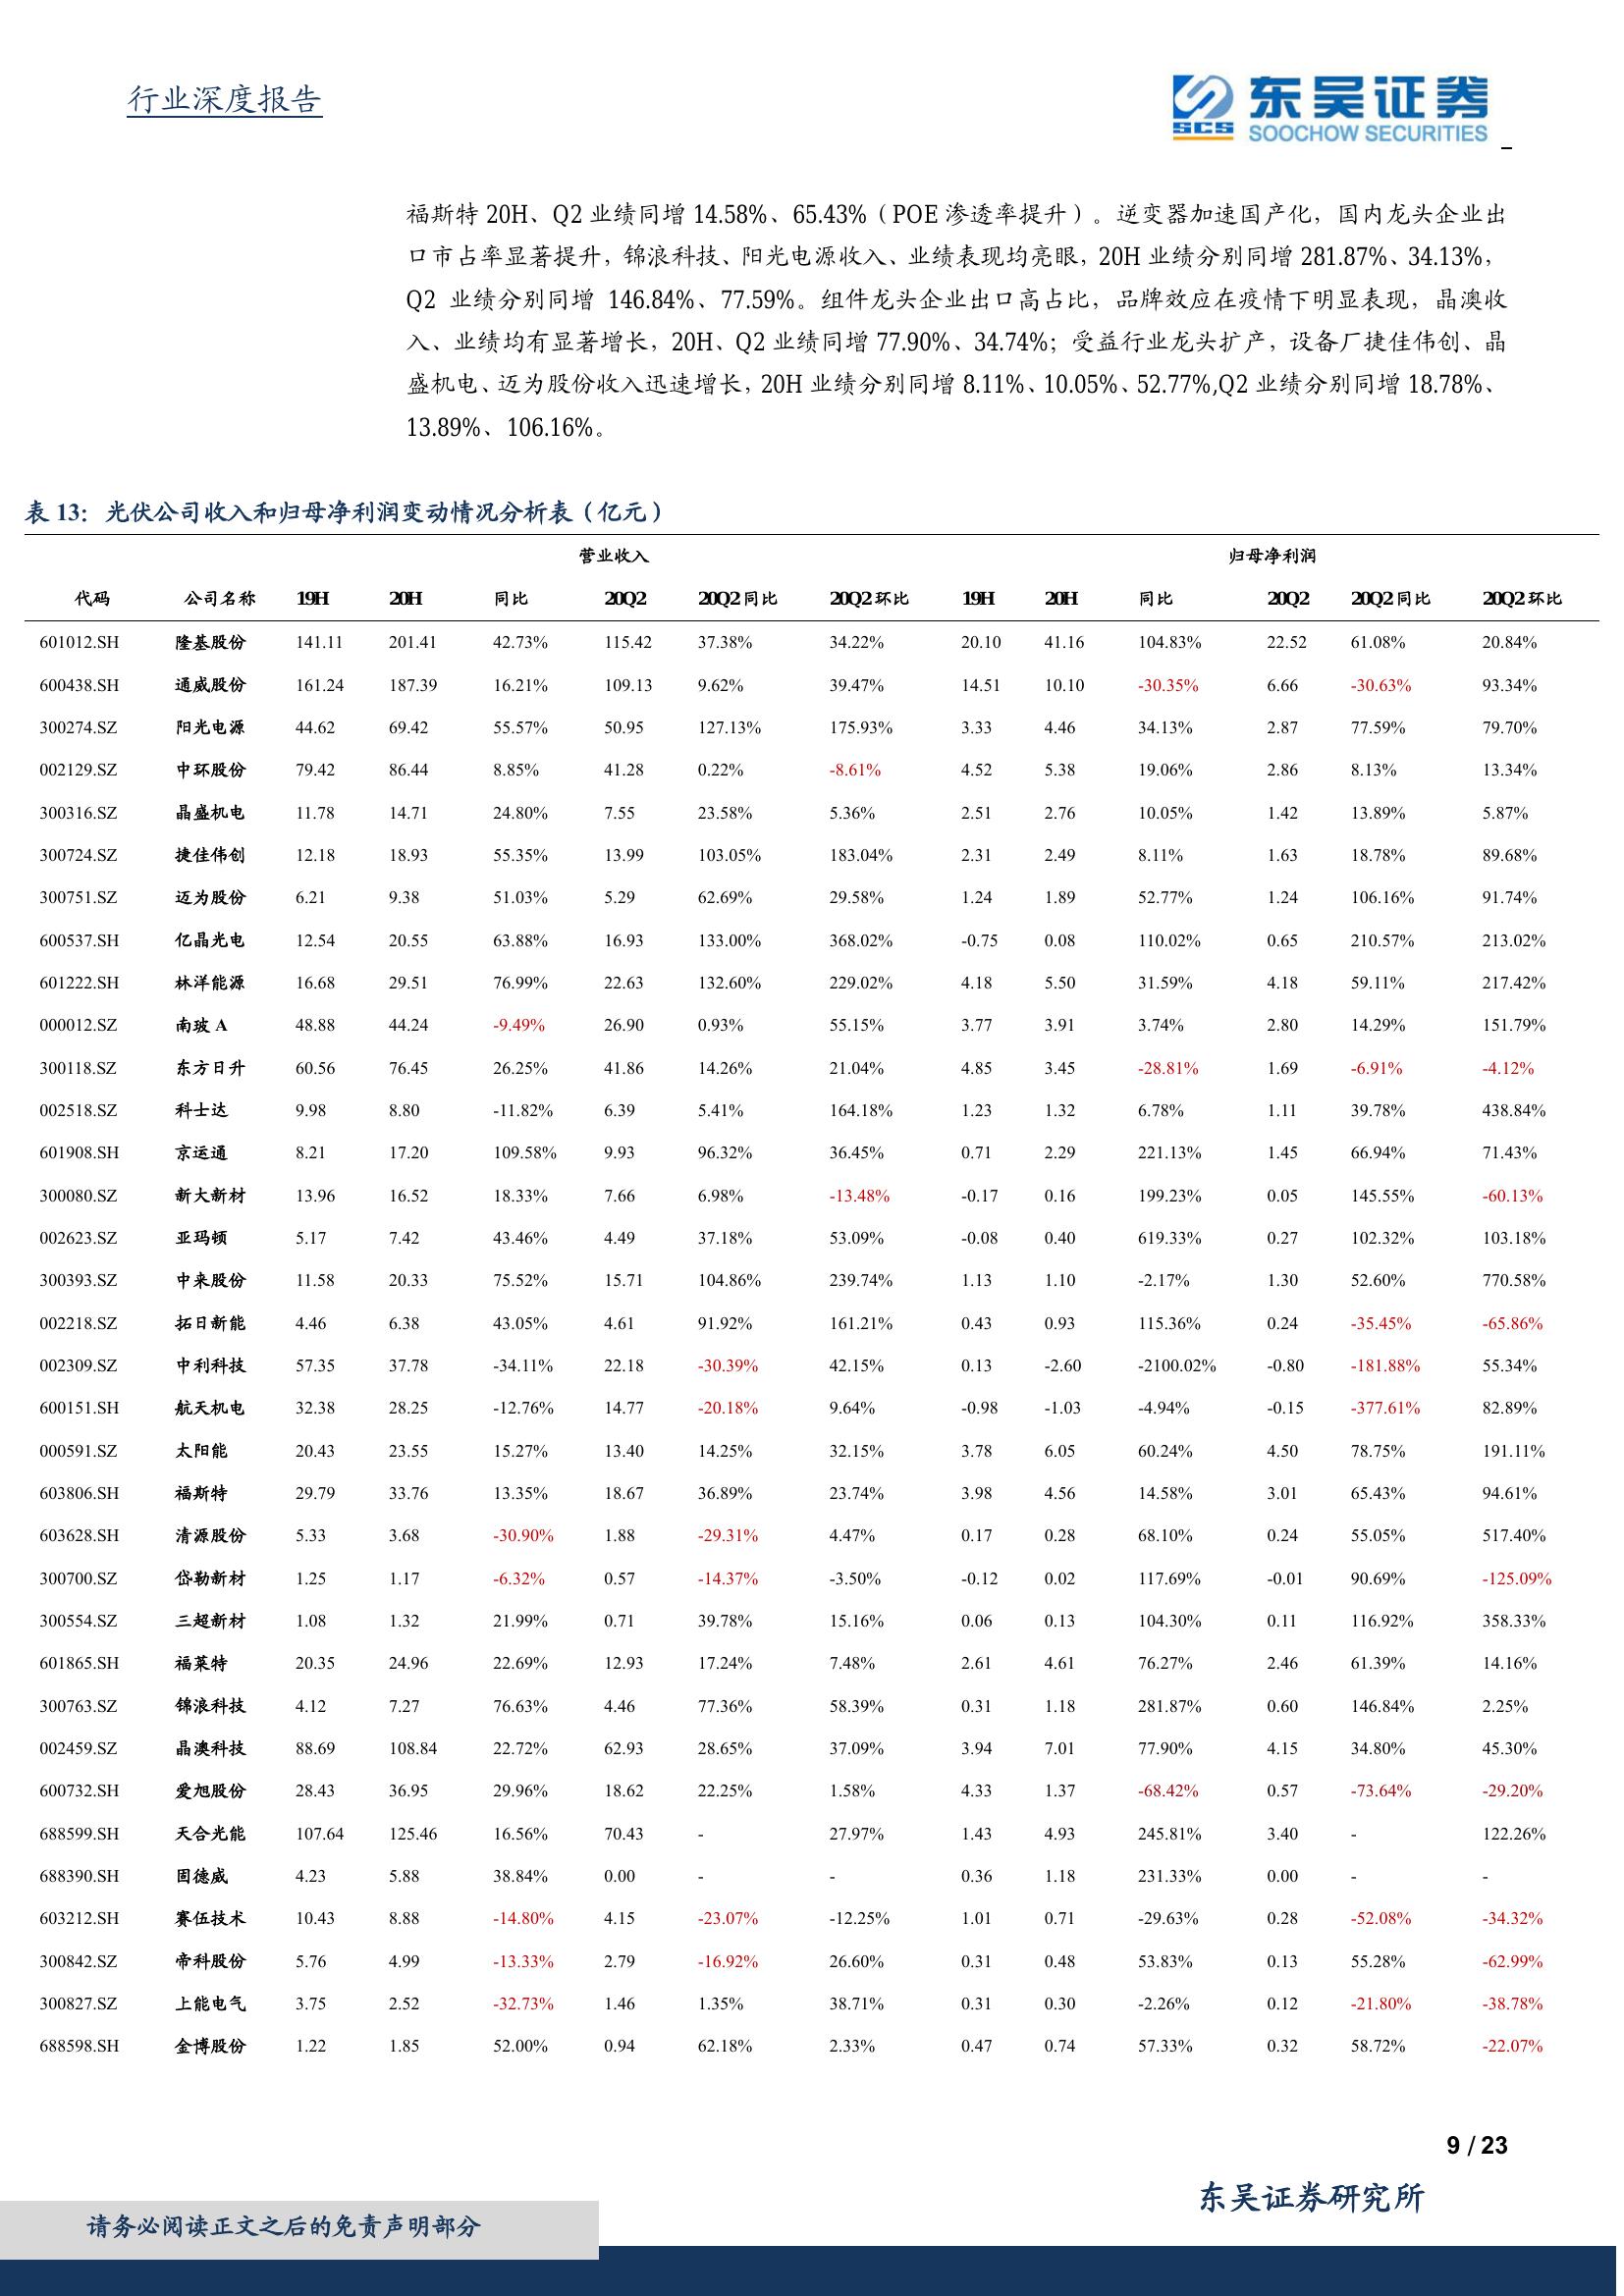 行业深度报告
东吴证券
SCS
SOOCHOW SECURITIES
福斯特 20H、Q2 业绩同增 14.58%、65.43%（POE 渗透率提升）。逆变器加速国产化，国内龙头企业出
口市占率显著提升，锦浪科技、阳光电源收入、业绩表现均亮眼，20H 业绩分别同增 281.87%、34.13%，
Q2 业绩分别同增 146.84%、77.59%。组件龙头企业出口高占比，品牌效应在疫情下明显表现，晶澳收
入、业绩均有显著增长，20H、Q2 业绩同增 77.90%、34.74%；受益行业龙头扩产，设备厂捷佳伟创、晶
盛机电、迈为股份收入迅速增长，20H 业绩分别同增 8.11%、10.05%、52.77%,Q2 业绩分别同增 18.78%、
13.89%、106.16%。
表 13：光伏公司收入和归母净利润变动情况分析表（亿元）
营业收入 归母净利润
代码 公司名称 19H 20H 同比 20Q2 20Q2 同比 20Q2 环比 19H 20H 同比 20Q2 20Q2 同比 20Q2 环比
601012.SH 隆基股份 141.11 201.41 42.73% 115.42 37.38% 34.22% 20.10 41.16 104.83% 22.52 61.08% 20.84%
600438.SH 通威股份 161.24 187.39 16.21% 109.13 9.62% 39.47% 14.51 10.10 -30.35% 6.66 -30.63% 93.34%
300274.SZ 阳光电源 44.62 69.42 55.57% 50.95 127.13% 175.93% 3.33 4.46 34.13% 2.87 77.59% 79.70%
002129.SZ 中环股份 79.42 86.44 8.85% 41.28 0.22% -8.61% 4.52 5.38 19.06% 2.86 8.13% 13.34%
300316.SZ 晶盛机电 11.78 14.71 24.80% 7.55 23.58% 5.36% 2.51 2.76 10.05% 1.42 13.89% 5.87%
300724.SZ 捷佳伟创 12.18 18.93 55.35% 13.99 103.05% 183.04% 2.31 2.49 8.11% 1.63 18.78% 89.68%
300751.SZ 迈为股份 6.21 9.38 51.03% 5.29 62.69% 29.58% 1.24 1.89 52.77% 1.24 106.16% 91.74%
600537.SH 亿晶光电 12.54 20.55 63.88% 16.93 133.00% 368.02% -0.75 0.08 110.02% 0.65 210.57% 213.02%
601222.SH 林洋能源 16.68 29.51 76.99% 22.63 132.60% 229.02% 4.18 5.50 31.59% 4.18 59.11% 217.42%
000012.SZ 南玻 A 48.88 44.24 -9.49% 26.90 0.93% 55.15% 3.77 3.91 3.74% 2.80 14.29% 151.79%
300118.SZ 东方日升 60.56 76.45 26.25% 41.86 14.26% 21.04% 4.85 3.45 -28.81% 1.69 -6.91% -4.12%
002518.SZ 科士达 9.98 8.80 -11.82% 6.39 5.41% 164.18% 1.23 1.32 6.78% 1.11 39.78% 438.84%
601908.SH 京运通 8.21 17.20 109.58% 9.93 96.32% 36.45% 0.71 2.29 221.13% 1.45 66.94% 71.43%
300080.SZ 新大新材 13.96 16.52 18.33% 7.66 6.98% -13.48% -0.17 0.16 199.23% 0.05 145.55% -60.13%
002623.SZ 亚玛顿 5.17 7.42 43.46% 4.49 37.18% 53.09% -0.08 0.40 619.33% 0.27 102.32% 103.18%
300393.SZ 中来股份 11.58 20.33 75.52% 15.71 104.86% 239.74% 1.13 1.10 -2.17% 1.30 52.60% 770.58%
002218.SZ 拓日新能 4.46 6.38 43.05% 4.61 91.92% 161.21% 0.43 0.93 115.36% 0.24 -35.45% -65.86%
002309.SZ 中利科技 57.35 37.78 -34.11% 22.18 -30.39% 42.15% 0.13 -2.60 -2100.02% -0.80 -181.88% 55.34%
600151.SH 航天机电 32.38 28.25 -12.76% 14.77 -20.18% 9.64% -0.98 -1.03 -4.94% -0.15 -377.61% 82.89%
000591.SZ 太阳能 20.43 23.55 15.27% 13.40 14.25% 32.15% 3.78 6.05 60.24% 4.50 78.75% 191.11%
603806.SH 福斯特 29.79 33.76 13.35% 18.67 36.89% 23.74% 3.98 4.56 14.58% 3.01 65.43% 94.61%
603628.SH 清源股份 5.33 3.68 -30.90% 1.88 -29.31% 4.47% 0.17 0.28 68.10% 0.24 55.05% 517.40%
300700.SZ 岱勒新材 1.25 1.17 -6.32% 0.57 -14.37% -3.50% -0.12 0.02 117.69% -0.01 90.69% -125.09%
300554.SZ 三超新材 1.08 1.32 21.99% 0.71 39.78% 15.16% 0.06 0.13 104.30% 0.11 116.92% 358.33%
601865.SH 福莱特 20.35 24.96 22.69% 12.93 17.24% 7.48% 2.61 4.61 76.27% 2.46 61.39% 14.16%
300763.SZ 锦浪科技 4.12 7.27 76.63% 4.46 77.36% 58.39% 0.31 1.18 281.87% 0.60 146.84% 2.25%
002459.SZ 晶澳科技 88.69 108.84 22.72% 62.93 28.65% 37.09% 3.94 7.01 77.90% 4.15 34.80% 45.30%
600732.SH 爱旭股份 28.43 36.95 29.96% 18.62 22.25% 1.58% 4.33 1.37 -68.42% 0.57 -73.64% -29.20%
688599.SH 天合光能 107.64 125.46 16.56% 70.43 - 27.97% 1.43 4.93 245.81% 3.40 - 122.26%
688390.SH 固德威 4.23 5.88 38.84% 0.00 - - 0.36 1.18 231.33% 0.00 - -
603212.SH 赛伍技术 10.43 8.88 -14.80% 4.15 -23.07% -12.25% 1.01 0.71 -29.63% 0.28 -52.08% -34.32%
300842.SZ 帝科股份 5.76 4.99 -13.33% 2.79 -16.92% 26.60% 0.31 0.48 53.83% 0.13 55.28% -62.99%
300827.SZ 上能电气 3.75 2.52 -32.73% 1.46 1.35% 38.71% 0.31 0.30 -2.26% 0.12 -21.80% -38.78%
688598.SH 金博股份 1.22 1.85 52.00% 0.94 62.18% 2.33% 0.47 0.74 57.33% 0.32 58.72% -22.07%
9 / 23
东吴证券研究所
请务必阅读正文之后的免责声明部分